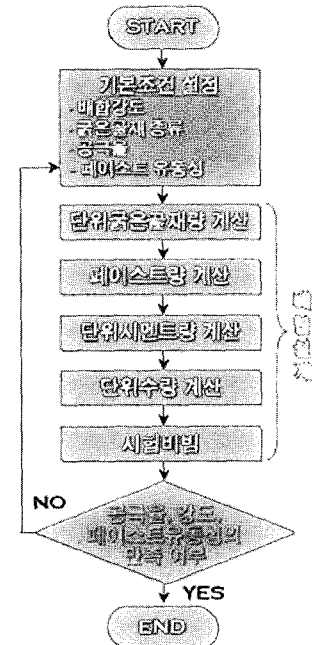 START
기본조건 설정
- 배합강도
- 굵은골재 종류
- 공극율
- 페이스트 유동성
단위굵은골재량 계산
페이스트량 계산
단위시멘트량 계산
단위수량 계산
시험비빔
공극율, 강도,
페이스트유동성의
만족 여부
NO
YES
END